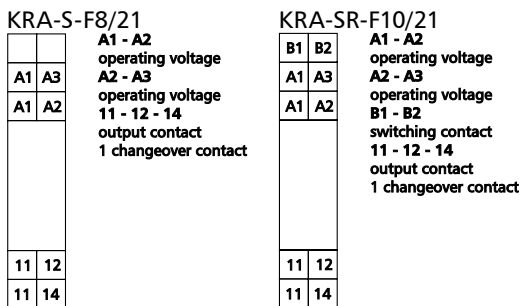 KRA-S-F8/21
A1 - A2
operating voltage
A1 A3
A2 - A3
operating voltage
A1 A2
11 - 12 - 14
output contact
1 changeover contact
11 12
11 14
KRA-SR-F10/21
B1 B2
A1 - A2
operating voltage
A1 A3
A2 - A3
operating voltage
A1 A2
B1 - B2
switching contact
11 - 12 - 14
output contact
1 changeover contact
11 12
11 14